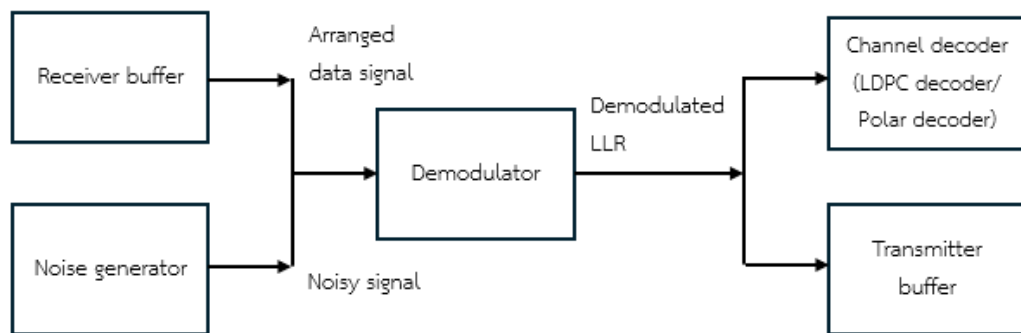 Receiver buffer
Arranged
data signal
Channel decoder
(LDPC decoder/
Polar decoder)
Demodulator
Demodulated
LLR
Noise generator
Noisy signal
Transmitter
buffer